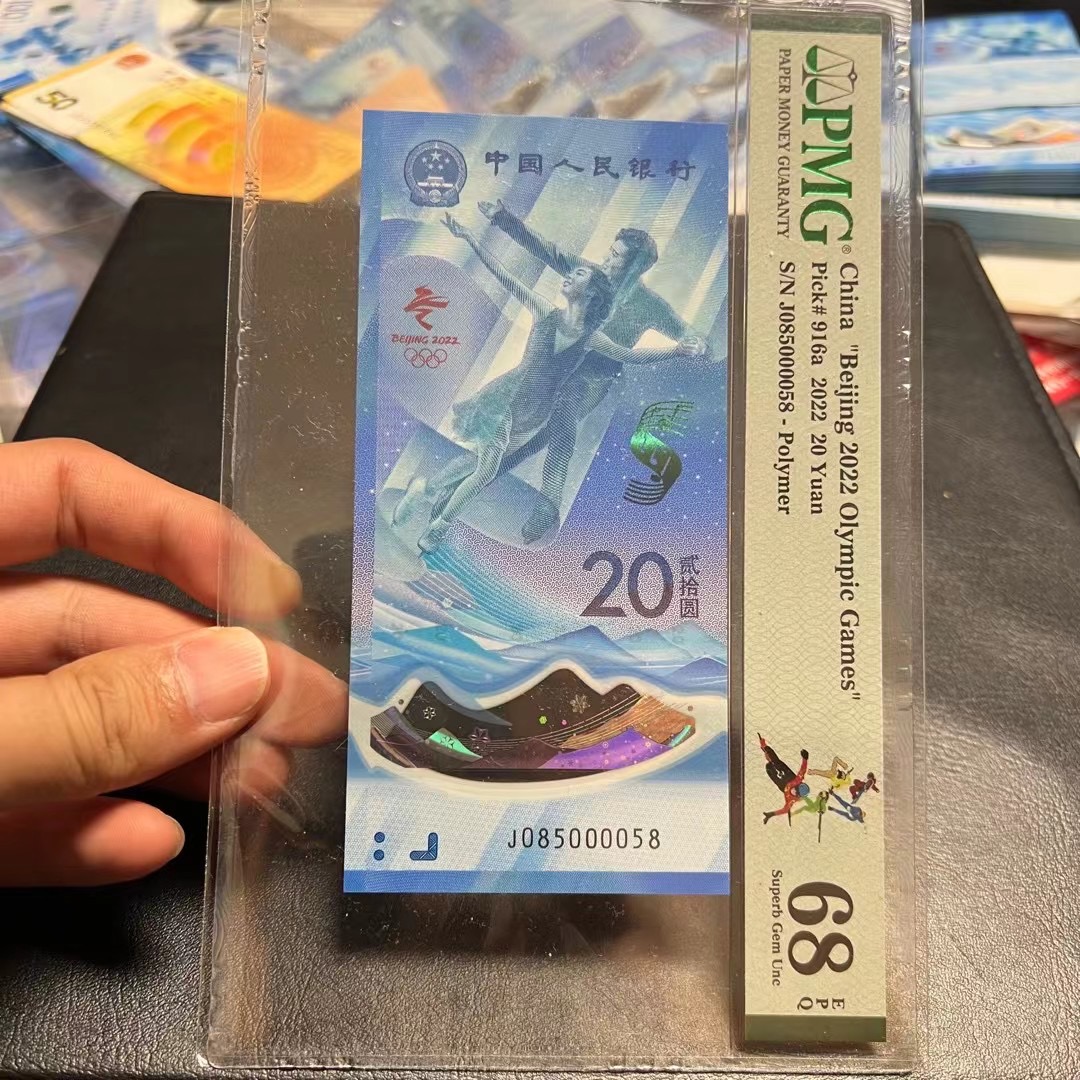 50
中国人民银行
BEIJING 2022
20
贰拾圆
J085000058
PMG®
PAPER MONEY GUARANTY
China "Beijing 2022 Olympic Games"
Pick# 916a 2022 20 Yuan
S/N J085000058 - Polymer
68
EPQ
Superb Gem Unc